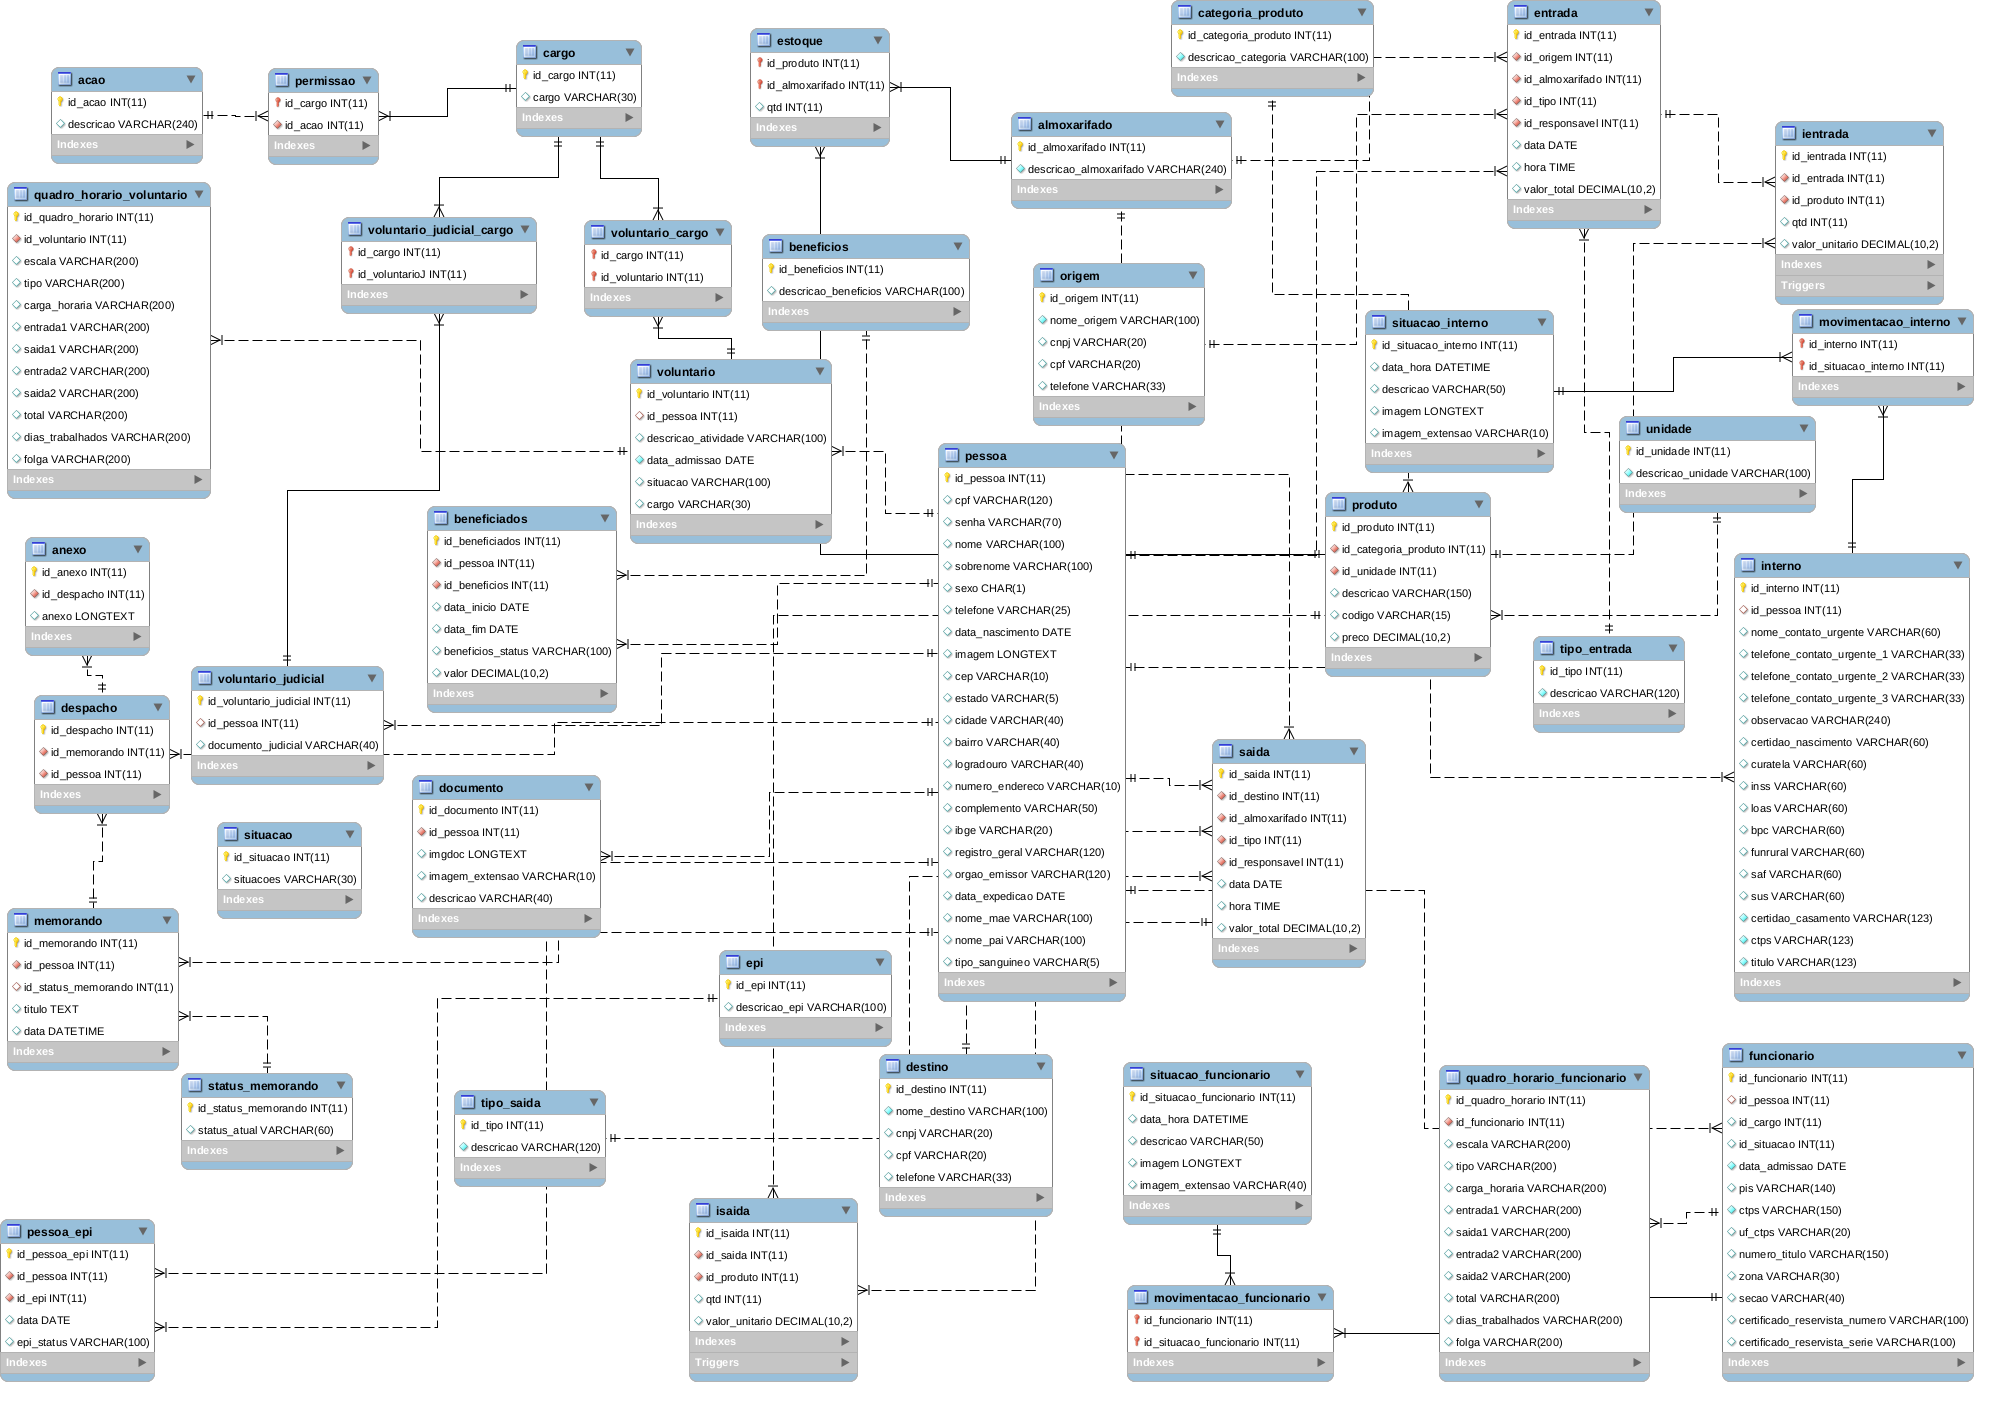 acao
id_acao INT(11)
descricao VARCHAR(240)
Indexes
permissao
id_cargo INT(11)
id_acao INT(11)
Indexes
cargo
id_cargo INT(11)
cargo VARCHAR(30)
Indexes
estoque
id_produto INT(11)
id_almoxarifado INT(11)
qtd INT(11)
Indexes
categoria_produto
id_categoria_produto INT(11)
descricao_categoria VARCHAR(100)
Indexes
entrada
id_entrada INT(11)
id_origem INT(11)
id_almoxarifado INT(11)
id_tipo INT(11)
id_responsavel INT(11)
data DATE
hora TIME
valor_total DECIMAL(10,2)
Indexes
almoxarifado
id_almoxarifado INT(11)
descricao_almoxarifado VARCHAR(240)
Indexes
ientrada
id_ientrada INT(11)
id_entrada INT(11)
id_produto INT(11)
qtd INT(11)
valor_unitario DECIMAL(10,2)
Indexes
Triggers
quadro_horario_voluntario
id_quadro_horario INT(11)
id_voluntario INT(11)
escala VARCHAR(200)
tipo VARCHAR(200)
carga_horaria VARCHAR(200)
entrada1 VARCHAR(200)
saida1 VARCHAR(200)
entrada2 VARCHAR(200)
saida2 VARCHAR(200)
total VARCHAR(200)
dias_trabalhados VARCHAR(200)
folga VARCHAR(200)
Indexes
voluntario_judicial_cargo
id_cargo INT(11)
id_voluntarioJ INT(11)
Indexes
voluntario_cargo
id_cargo INT(11)
id_voluntario INT(11)
Indexes
beneficios
id_beneficios INT(11)
descricao_beneficios VARCHAR(100)
Indexes
origem
id_origem INT(11)
nome_origem VARCHAR(100)
cnpj VARCHAR(20)
cpf VARCHAR(20)
telefone VARCHAR(33)
Indexes
situacao_interno
id_situacao_interno INT(11)
data_hora DATETIME
descricao VARCHAR(50)
imagem LONGTEXT
imagem_extensao VARCHAR(10)
Indexes
movimentacao_interno
id_interno INT(11)
id_situacao_interno INT(11)
Indexes
voluntario
id_voluntario INT(11)
id_pessoa INT(11)
descricao_atividade VARCHAR(100)
data_admissao DATE
situacao VARCHAR(100)
cargo VARCHAR(30)
Indexes
unidade
id_unidade INT(11)
descricao_unidade VARCHAR(100)
Indexes
pessoa
id_pessoa INT(11)
cpf VARCHAR(120)
senha VARCHAR(70)
nome VARCHAR(100)
sobrenome VARCHAR(100)
sexo CHAR(1)
telefone VARCHAR(25)
data_nascimento DATE
imagem LONGTEXT
cep VARCHAR(10)
estado VARCHAR(5)
cidade VARCHAR(40)
bairro VARCHAR(40)
logradouro VARCHAR(40)
numero_endereco VARCHAR(10)
complemento VARCHAR(50)
ibge VARCHAR(20)
registro_geral VARCHAR(120)
orgao_emissor VARCHAR(120)
data_expedicao DATE
nome_mae VARCHAR(100)
nome_pai VARCHAR(100)
tipo_sanguineo VARCHAR(5)
Indexes
produto
id_produto INT(11)
id_categoria_produto INT(11)
id_unidade INT(11)
descricao VARCHAR(150)
codigo VARCHAR(15)
preco DECIMAL(10,2)
Indexes
beneficiados
id_beneficiados INT(11)
id_pessoa INT(11)
id_beneficios INT(11)
data_inicio DATE
data_fim DATE
beneficios_status VARCHAR(100)
valor DECIMAL(10,2)
Indexes
anexo
id_anexo INT(11)
id_despacho INT(11)
anexo LONGTEXT
Indexes
interno
id_interno INT(11)
id_pessoa INT(11)
nome_contato_urgente VARCHAR(60)
telefone_contato_urgente_1 VARCHAR(33)
telefone_contato_urgente_2 VARCHAR(33)
telefone_contato_urgente_3 VARCHAR(33)
observacao VARCHAR(240)
certidao_nascimento VARCHAR(60)
curatela VARCHAR(60)
inss VARCHAR(60)
loas VARCHAR(60)
bpc VARCHAR(60)
funrural VARCHAR(60)
saf VARCHAR(60)
sus VARCHAR(60)
certidao_casamento VARCHAR(123)
ctps VARCHAR(123)
titulo VARCHAR(123)
Indexes
tipo_entrada
id_tipo INT(11)
descricao VARCHAR(120)
Indexes
voluntario_judicial
id_voluntario_judicial INT(11)
id_pessoa INT(11)
documento_judicial VARCHAR(40)
Indexes
despacho
id_despacho INT(11)
id_memorando INT(11)
id_pessoa INT(11)
Indexes
saida
id_saida INT(11)
id_destino INT(11)
id_almoxarifado INT(11)
id_tipo INT(11)
id_responsavel INT(11)
data DATE
hora TIME
valor_total DECIMAL(10,2)
Indexes
documento
id_documento INT(11)
id_pessoa INT(11)
imgdoc LONGTEXT
imagem_extensao VARCHAR(10)
descricao VARCHAR(40)
Indexes
situacao
id_situacao INT(11)
situacoes VARCHAR(30)
Indexes
memorando
id_memorando INT(11)
id_pessoa INT(11)
id_status_memorando INT(11)
titulo TEXT
data DATETIME
Indexes
epi
id_epi INT(11)
descricao_epi VARCHAR(100)
Indexes
status_memorando
id_status_memorando INT(11)
status_atual VARCHAR(60)
Indexes
tipo_saida
id_tipo INT(11)
descricao VARCHAR(120)
Indexes
destino
id_destino INT(11)
nome_destino VARCHAR(100)
cnpj VARCHAR(20)
cpf VARCHAR(20)
telefone VARCHAR(33)
Indexes
situacao_funcionario
id_situacao_funcionario INT(11)
data_hora DATETIME
descricao VARCHAR(50)
imagem LONGTEXT
imagem_extensao VARCHAR(40)
Indexes
quadro_horario_funcionario
id_quadro_horario INT(11)
id_funcionario INT(11)
escala VARCHAR(200)
tipo VARCHAR(200)
carga_horaria VARCHAR(200)
entrada1 VARCHAR(200)
saida1 VARCHAR(200)
entrada2 VARCHAR(200)
saida2 VARCHAR(200)
total VARCHAR(200)
dias_trabalhados VARCHAR(200)
folga VARCHAR(200)
Indexes
funcionario
id_funcionario INT(11)
id_pessoa INT(11)
id_cargo INT(11)
id_situacao INT(11)
data_admissao DATE
pis VARCHAR(140)
ctps VARCHAR(150)
uf_ctps VARCHAR(20)
numero_titulo VARCHAR(150)
zona VARCHAR(30)
secao VARCHAR(40)
certificado_reservista_numero VARCHAR(100)
certificado_reservista_serie VARCHAR(100)
Indexes
pessoa_epi
id_pessoa_epi INT(11)
id_pessoa INT(11)
id_epi INT(11)
data DATE
epi_status VARCHAR(100)
Indexes
isaida
id_isaida INT(11)
id_saida INT(11)
id_produto INT(11)
qtd INT(11)
valor_unitario DECIMAL(10,2)
Indexes
Triggers
movimentacao_funcionario
id_funcionario INT(11)
id_situacao_funcionario INT(11)
Indexes